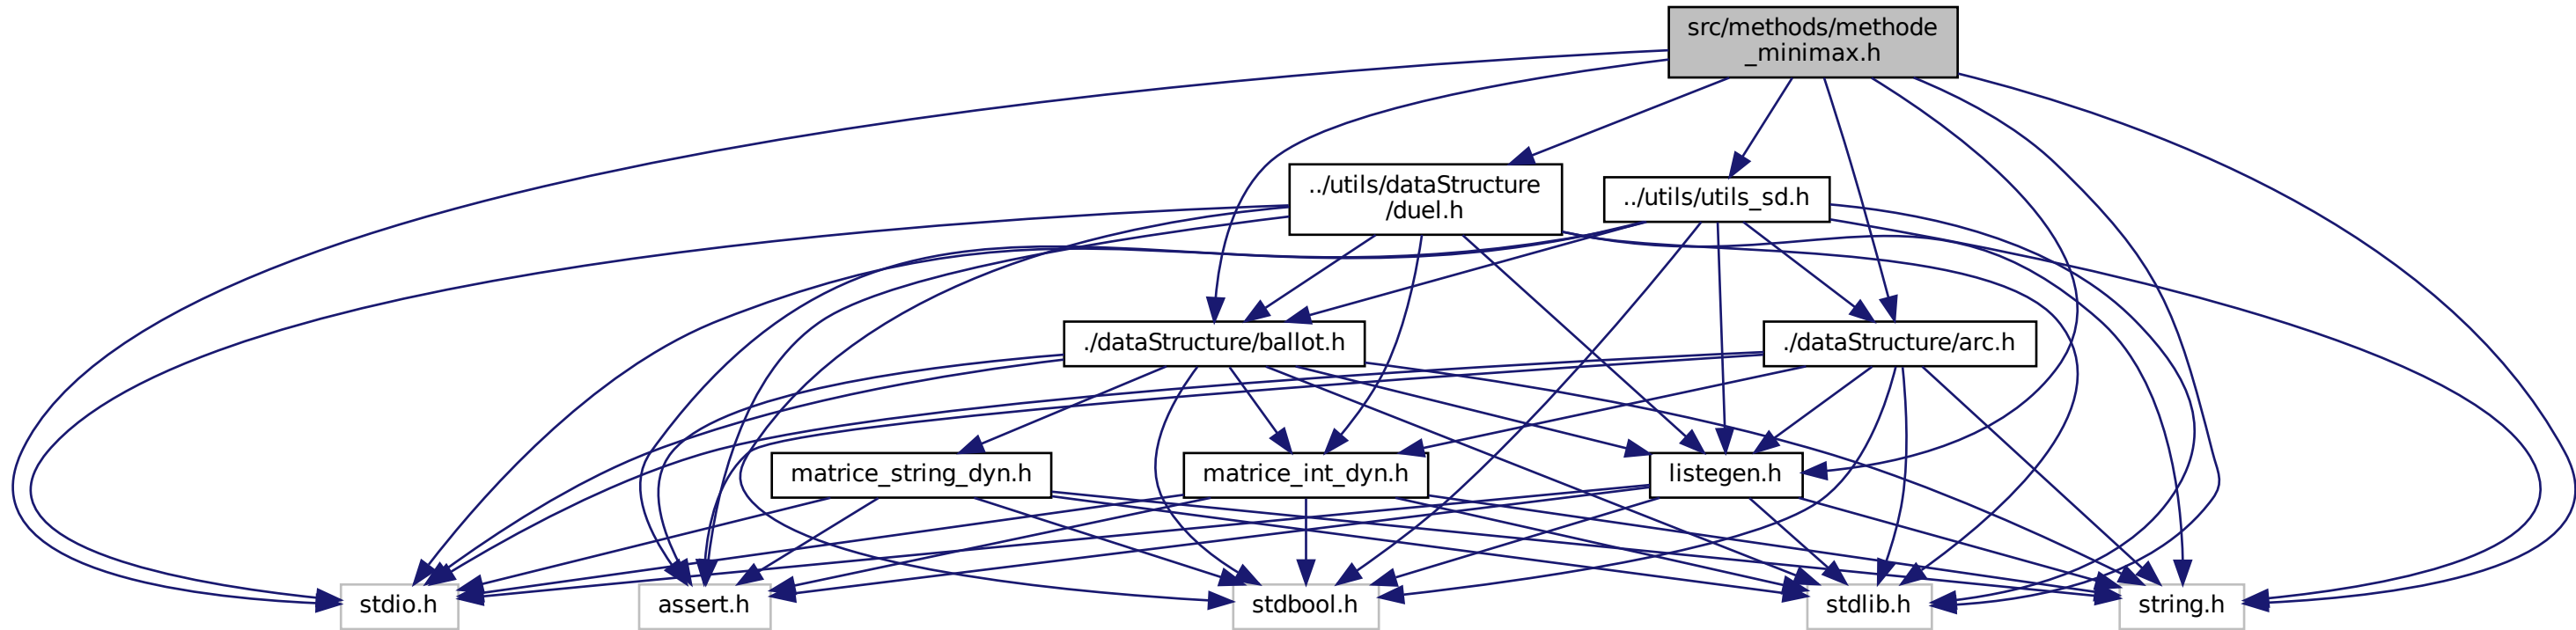 src/methods/methode
_minimax.h
../utils/dataStructure
/duel.h
../utils/utils_sd.h
./dataStructure/ballot.h
./dataStructure/arc.h
matrice_string_dyn.h
matrice_int_dyn.h
listegen.h
stdio.h
assert.h
stdbool.h
stdlib.h
string.h